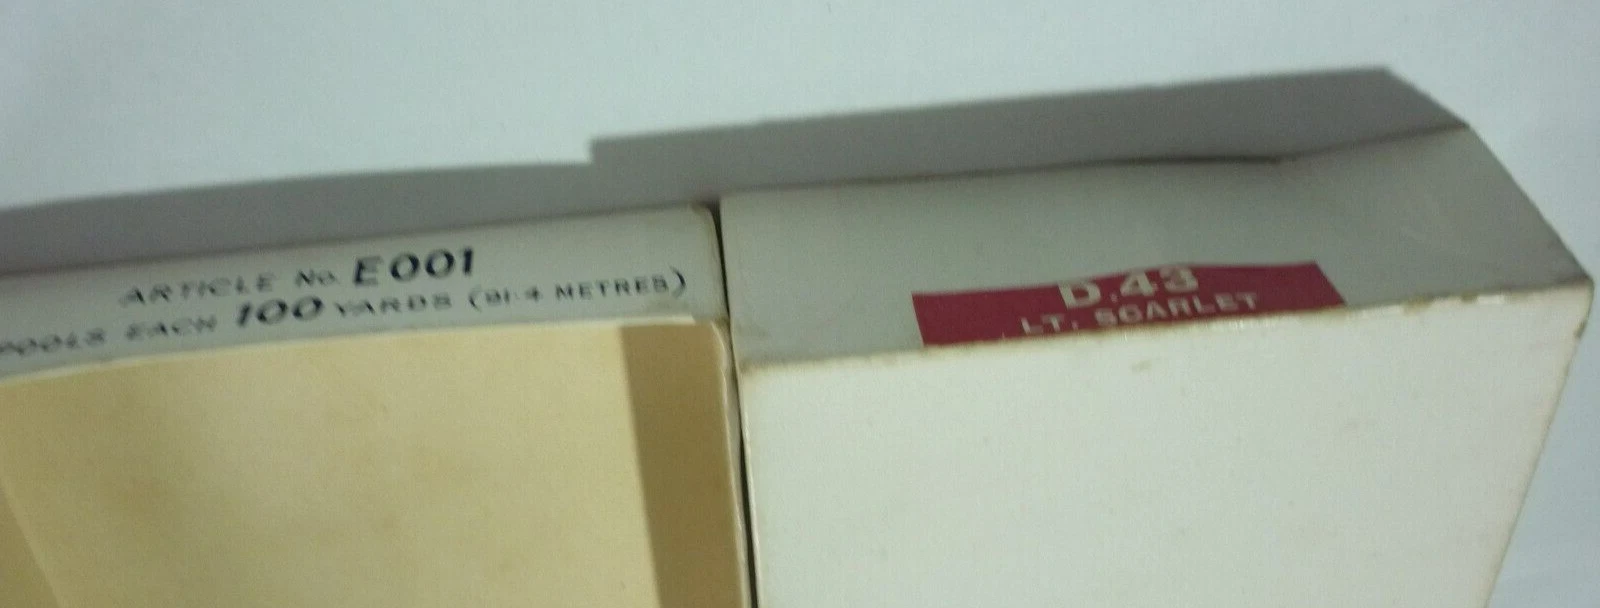 ARTICLE No. E001
POOLS EACH 100 YARDS (91·4 METRES)
D.43
LT. SCARLET